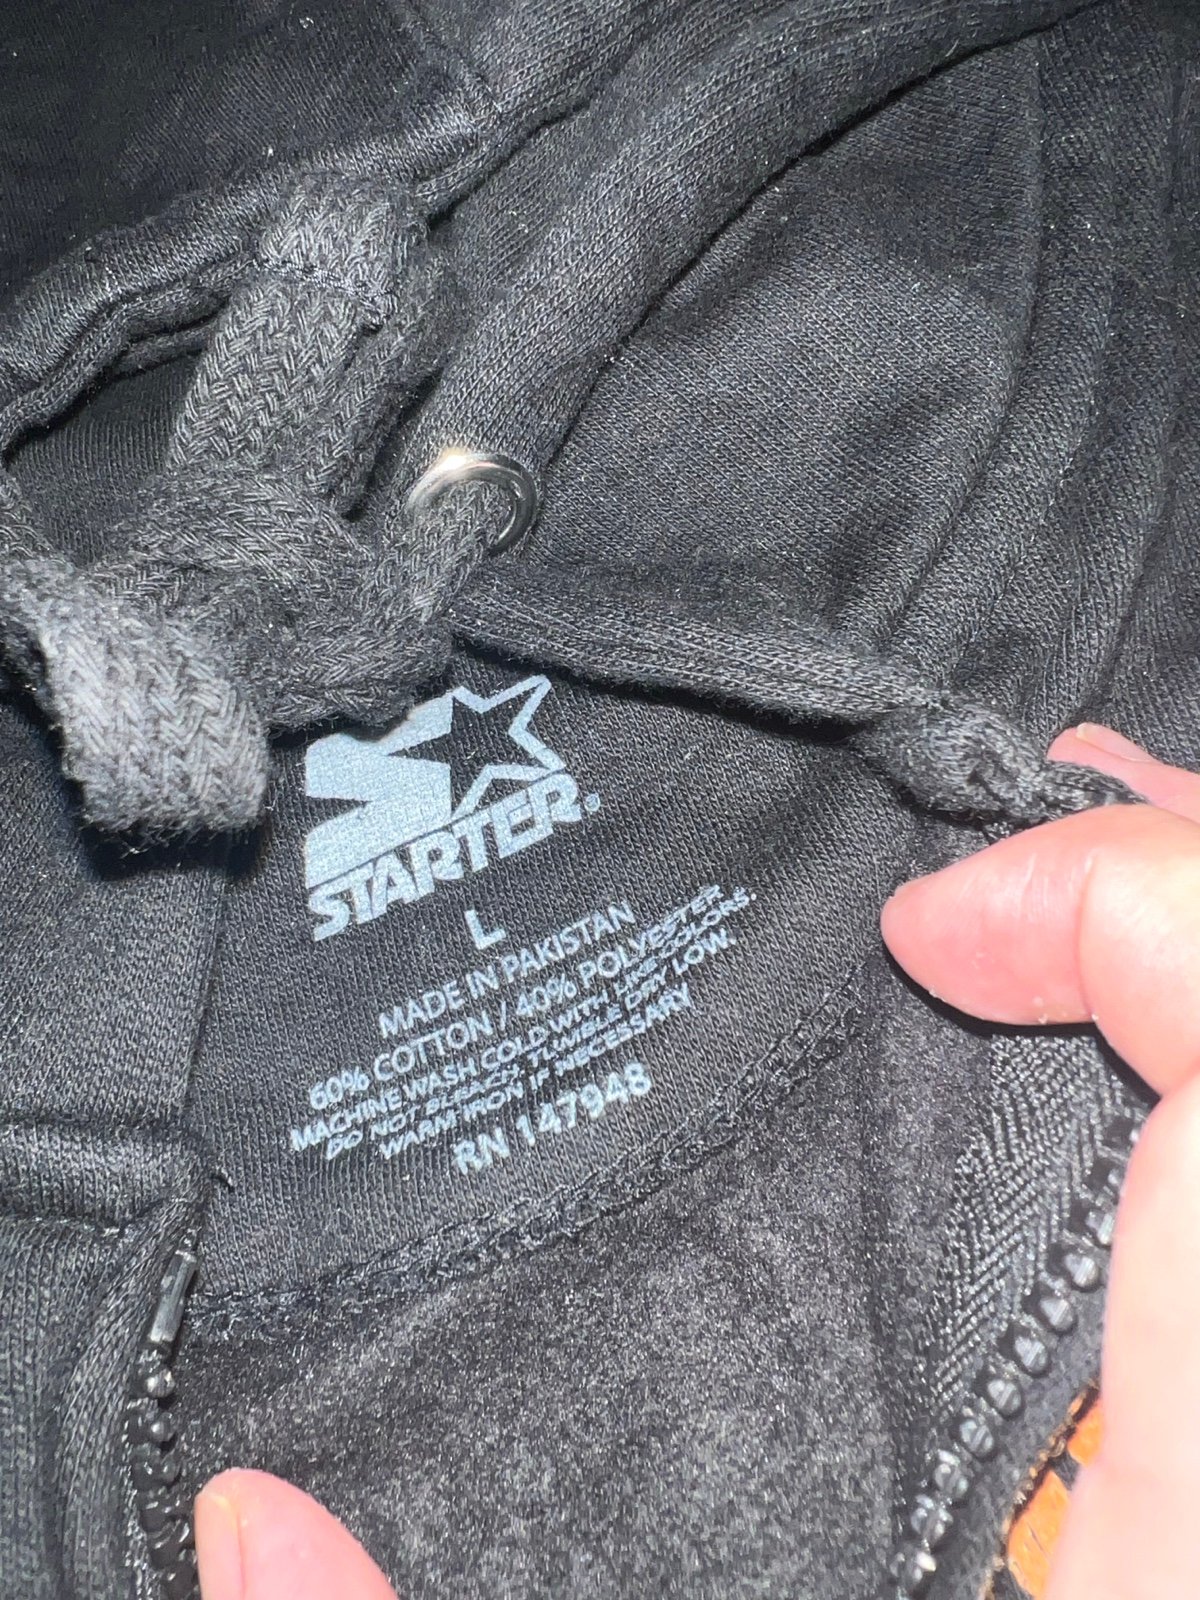 STARTER®
L
MADE IN PAKISTAN
60% COTTON / 40% POLYESTER
MACHINE WASH COLD WITH LIKE COLORS.
DO NOT BLEACH. TUMBLE DRY LOW.
WARM IRON IF NECESSARY
RN 147948